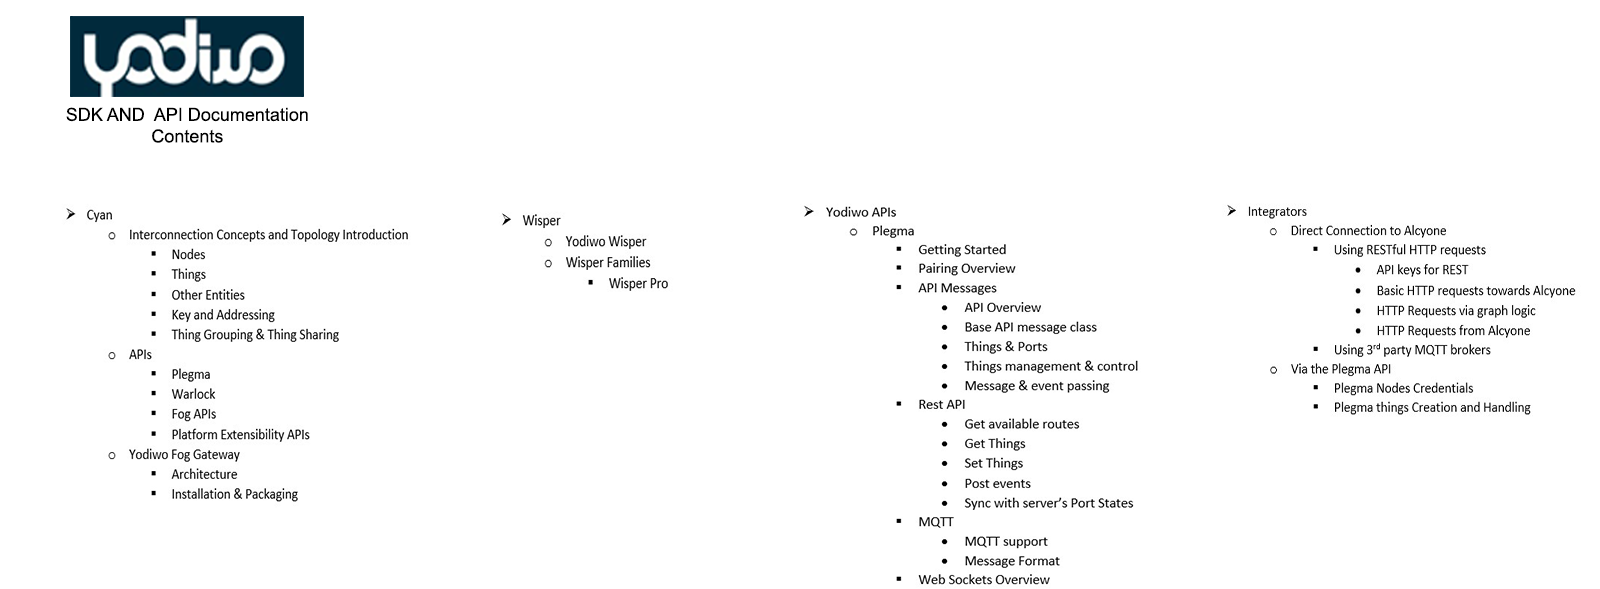 yodiwo
SDK AND  API Documentation
Contents
Cyan
Interconnection Concepts and Topology Introduction
Nodes
Things
Other Entities
Key and Addressing
Thing Grouping & Thing Sharing
APIs
Plegma
Warlock
Fog APIs
Platform Extensibility APIs
Yodiwo Fog Gateway
Architecture
Installation & Packaging
Wisper
Yodiwo Wisper
Wisper Families
Wisper Pro
Yodiwo APIs
Plegma
Getting Started
Pairing Overview
API Messages
API Overview
Base API message class
Things & Ports
Things management & control
Message & event passing
Rest API
Get available routes
Get Things
Set Things
Post events
Sync with server’s Port States
MQTT
MQTT support
Message Format
Web Sockets Overview
Integrators
Direct Connection to Alcyone
Using RESTful HTTP requests
API keys for REST
Basic HTTP requests towards Alcyone
HTTP Requests via graph logic
HTTP Requests from Alcyone
Using 3rd party MQTT brokers
Via the Plegma API
Plegma Nodes Credentials
Plegma things Creation and Handling